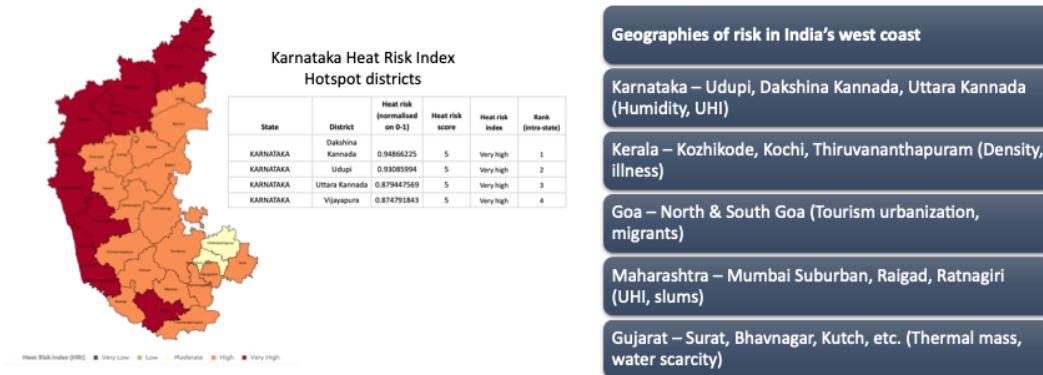 Karnataka Heat Risk Index
Hotspot districts
State District Heat risk (normalised on 0-1) Heat risk score Heat risk index Rank (intra-state)
KARNATAKA Dakshina Kannada 0.94866225 5 Very high 1
KARNATAKA Udupi 0.93085994 5 Very high 2
KARNATAKA Uttara Kannada 0.879447569 5 Very high 3
KARNATAKA Vijayapura 0.874791843 5 Very high 4
Heat Risk Index (HRI) Very Low Low Moderate High Very High
Geographies of risk in India's west coast
Karnataka – Udupi, Dakshina Kannada, Uttara Kannada
(Humidity, UHI)
Kerala – Kozhikode, Kochi, Thiruvananthapuram (Density,
illness)
Goa – North & South Goa (Tourism urbanization,
migrants)
Maharashtra – Mumbai Suburban, Raigad, Ratnagiri
(UHI, slums)
Gujarat – Surat, Bhavnagar, Kutch, etc. (Thermal mass,
water scarcity)